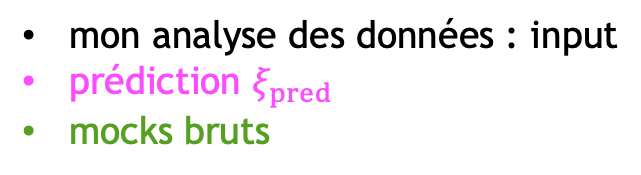 • mon analyse des données : input
• prédiction ξpred
• mocks bruts